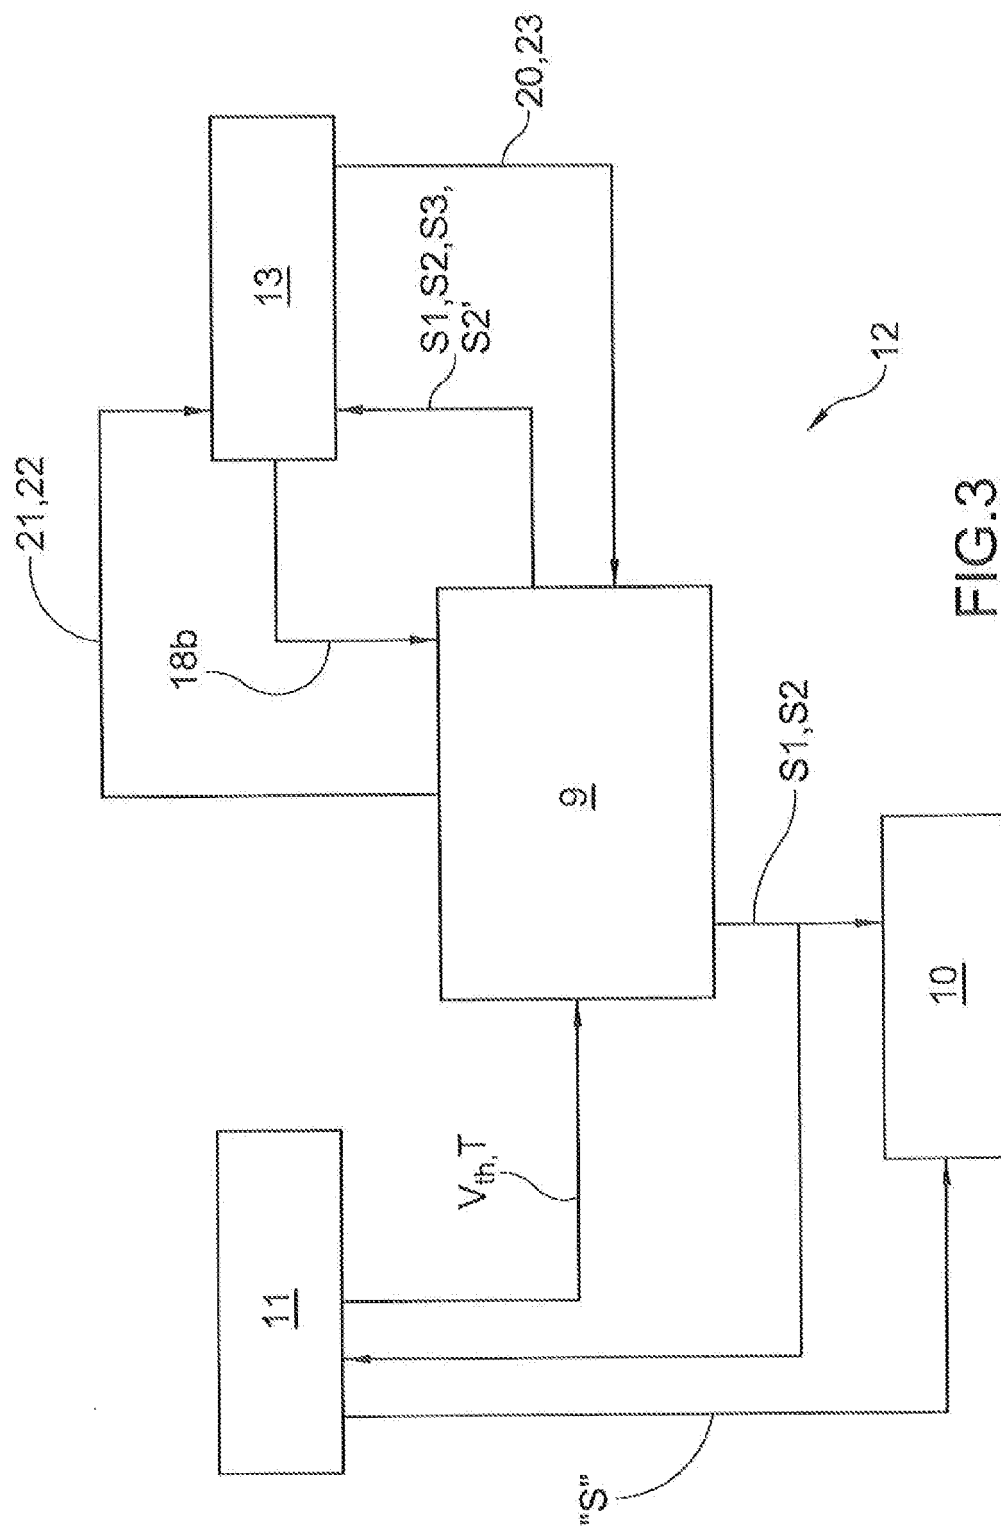 21,22
20,23
13
18b
S1,S2,S3,
S2'
12
9
S1,S2
11
Vth,T
10
"S"
FIG.3